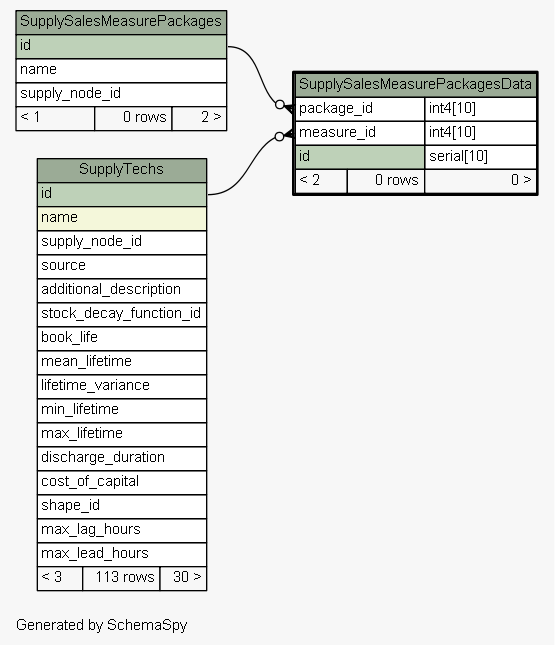 SupplySalesMeasurePackages
id
name
supply_node_id
< 1 0 rows 2 >
SupplySalesMeasurePackagesData
package_id int4[10]
measure_id int4[10]
id serial[10]
< 2 0 rows 0 >
SupplyTechs
id
name
supply_node_id
source
additional_description
stock_decay_function_id
book_life
mean_lifetime
lifetime_variance
min_lifetime
max_lifetime
discharge_duration
cost_of_capital
shape_id
max_lag_hours
max_lead_hours
< 3 113 rows 30 >
Generated by SchemaSpy